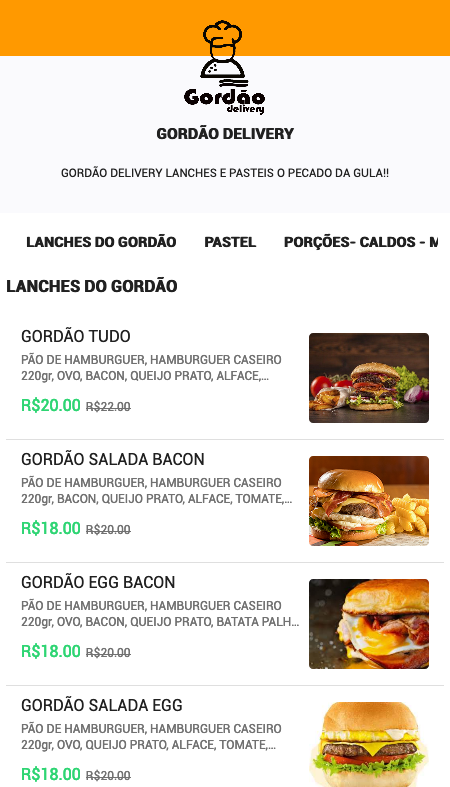 Gordão
delivery
GORDÃO DELIVERY
GORDÃO DELIVERY LANCHES E PASTEIS O PECADO DA GULA!!
LANCHES DO GORDÃO PASTEL PORÇÕES- CALDOS - M
LANCHES DO GORDÃO
GORDÃO TUDO
PÃO DE HAMBURGUER, HAMBURGUER CASEIRO
220gr, OVO, BACON, QUEIJO PRATO, ALFACE,...
R$20.00 R$22.00
GORDÃO SALADA BACON
PÃO DE HAMBURGUER, HAMBURGUER CASEIRO
220gr, BACON, QUEIJO PRATO, ALFACE, TOMATE,...
R$18.00 R$20.00
GORDÃO EGG BACON
PÃO DE HAMBURGUER, HAMBURGUER CASEIRO
220gr, OVO, BACON, QUEIJO PRATO, BATATA PALH...
R$18.00 R$20.00
GORDÃO SALADA EGG
PÃO DE HAMBURGUER, HAMBURGUER CASEIRO
220gr, OVO, QUEIJO PRATO, ALFACE, TOMATE,...
R$18.00 R$20.00